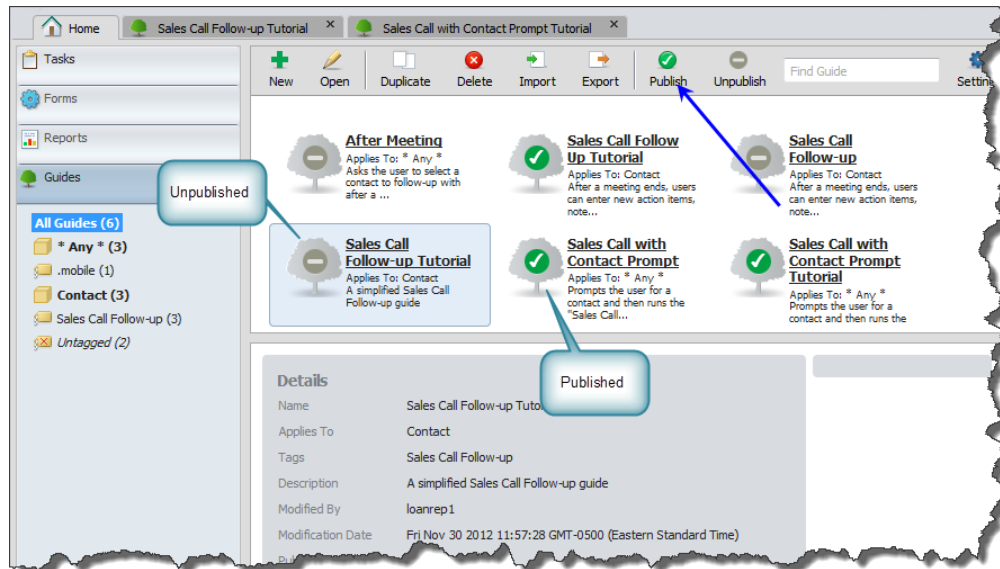 Home
Sales Call Follow-up Tutorial
Sales Call with Contact Prompt Tutorial
Tasks
Forms
Reports
Guides
All Guides (6)
* Any * (3)
.mobile (1)
Contact (3)
Sales Call Follow-up (3)
Untagged (2)
New
Open
Duplicate
Delete
Import
Export
Publish
Unpublish
Find Guide
After Meeting
Applies To: * Any *
Asks the user to select a
contact to follow-up with
after a ...
Sales Call Follow
Up Tutorial
Applies To: Contact
After a meeting ends, users
can enter new action items,
note...
Sales Call
Follow-up
Applies To: Contact
After a meeting ends, users
can enter new action items,
note...
Unpublished
Sales Call
Follow-up Tutorial
Applies To: Contact
A simplified Sales Call
Follow-up guide
Sales Call with
Contact Prompt
Applies To: * Any *
Prompts the user for a
contact and then runs the
"Sales Call...
Sales Call with
Contact Prompt
Tutorial
Applies To: * Any *
Prompts the user for a
contact and then runs the
Published
Details
Name
Sales Call Follow-up
Applies To
Contact
Tags
Sales Call Follow-up
Description
A simplified Sales Call Follow-up guide
Modified By
loanrep1
Modification Date
Fri Nov 30 2012 11:57:28 GMT-0500 (Eastern Standard Time)